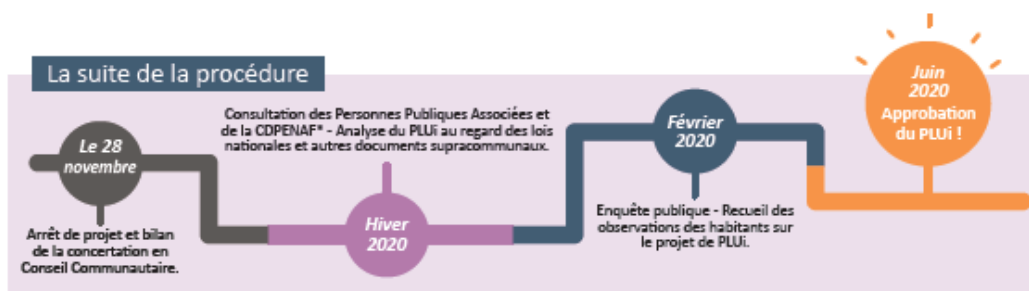 La suite de la procédure
Le 28
novembre
Arrêt de projet et bilan
de la concertation en
Conseil Communautaire.
Consultation des Personnes Publiques Associées et
de la CDPENAF* - Analyse du PLUi au regard des lois
nationales et autres documents supracommunaux.
Hiver
2020
Février
2020
Enquête publique - Recueil des
observations des habitants sur
le projet de PLUi.
Juin
2020
Approbation
du PLUi !